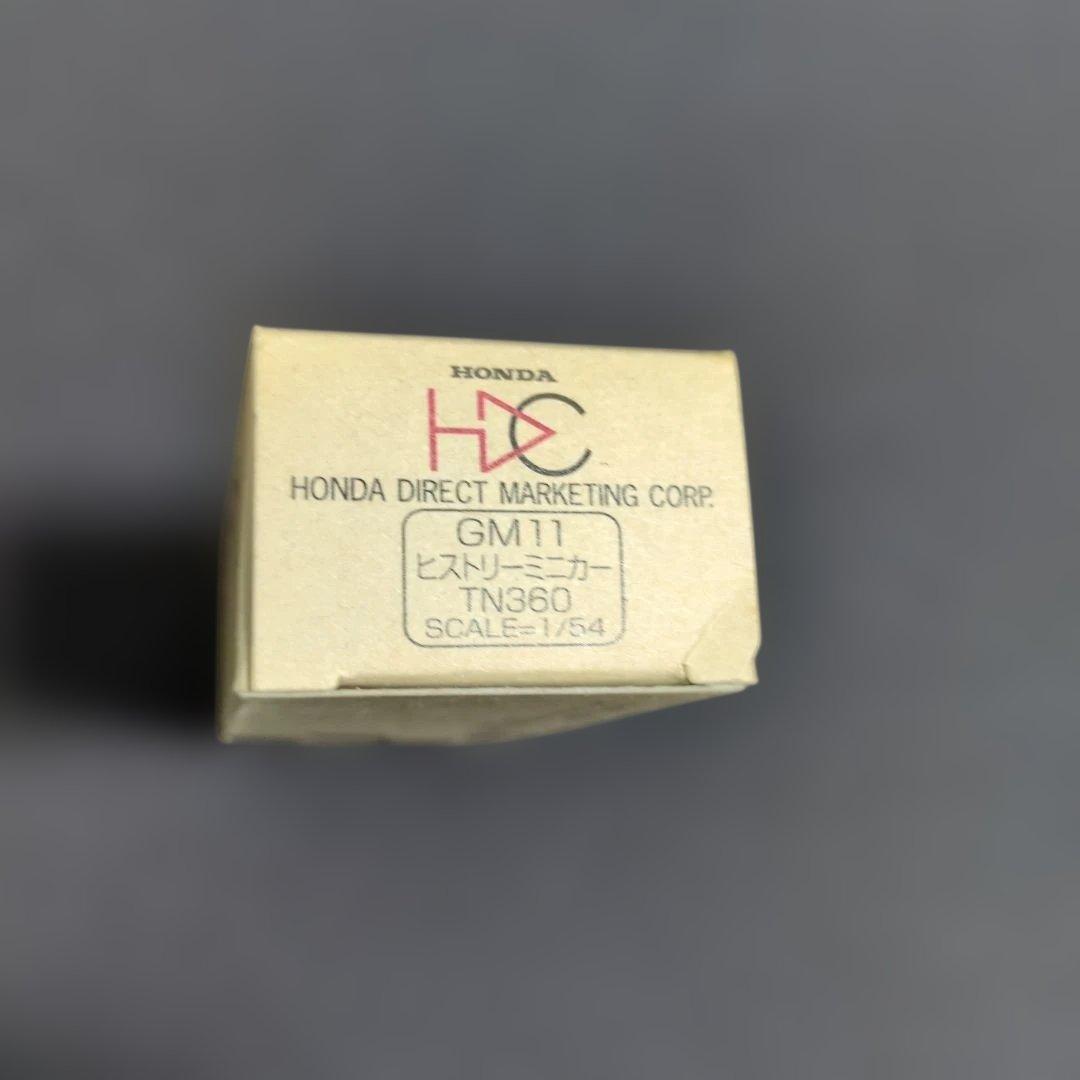 HONDA
HDC
HONDA DIRECT MARKETING CORP.
GM11
ヒストリーミニカー
TN360
SCALE=1/54